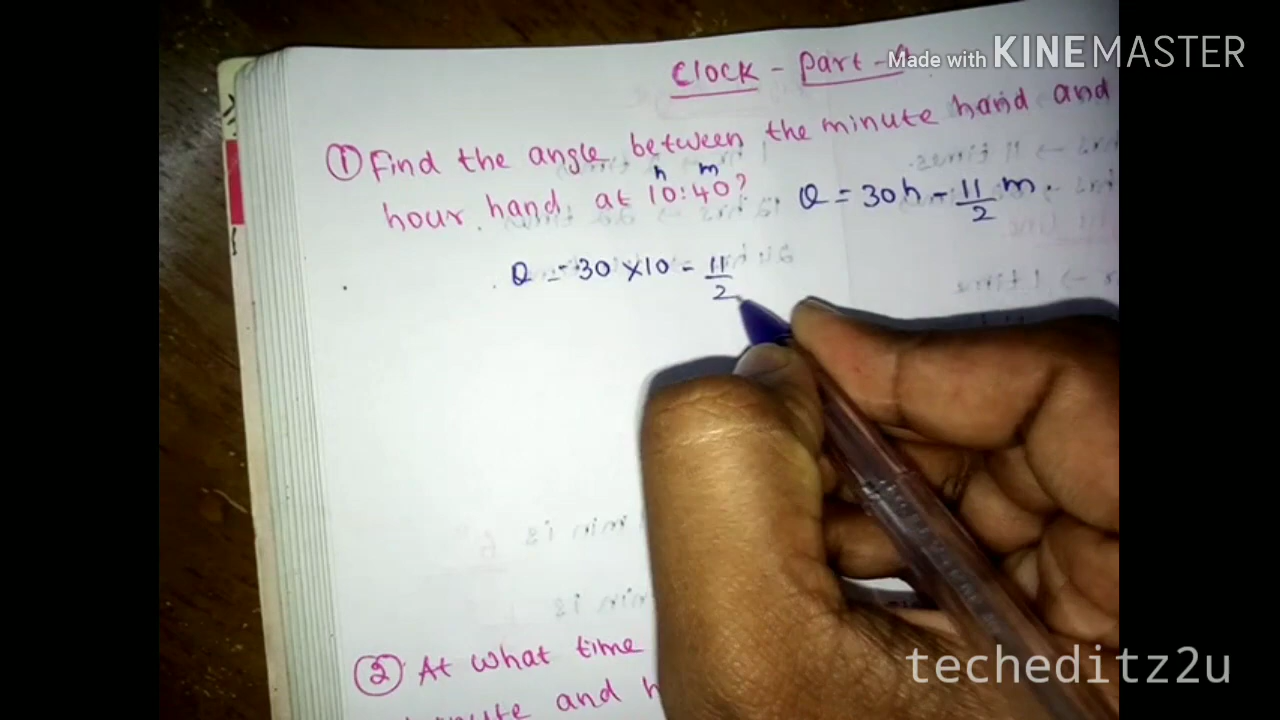 Made with KINEMASTER
Clock - Part -
① Find the angle between the minute hand and
h m
hour hand at 10:40? θ = 30h - 11/2 m.
θ = 30 × 10 - 11/2
② At what time
and
techeditz2u